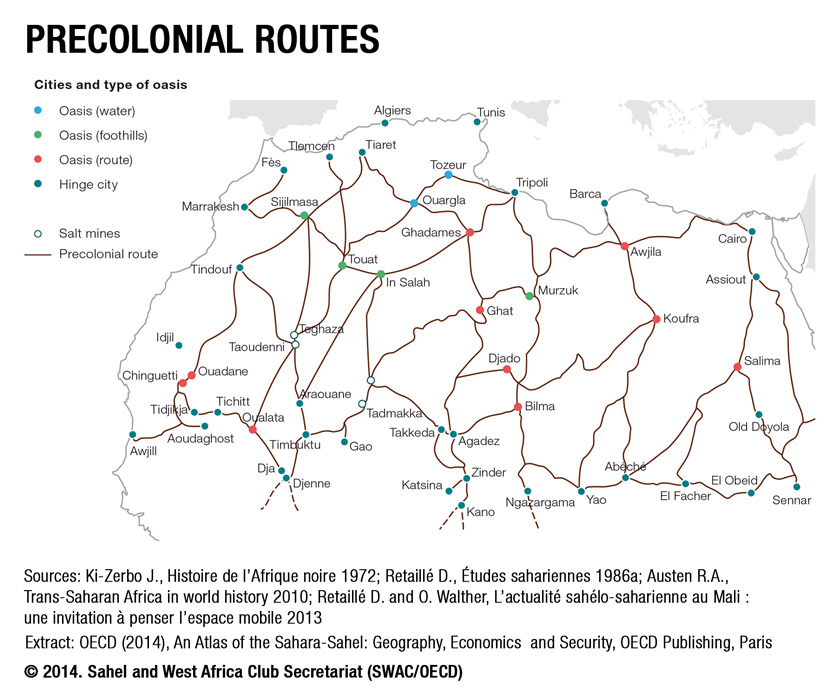 PRECOLONIAL ROUTES
Cities and type of oasis
Oasis (water)
Oasis (foothills)
Oasis (route)
Hinge city
Salt mines
Precolonial route
Algiers
Tunis
Tlemcen
Tiaret
Fès
Tozeur
Tripoli
Barca
Marrakesh
Sijilmasa
Ouargla
Ghadames
Cairo
Awjila
Touat
Tindouf
In Salah
Assiout
Murzuk
Ghat
Koufra
Teghaza
Idjil
Taoudenni
Djado
Salima
Chinguetti
Ouadane
Araouane
Tidjikja
Tichitt
Tadmakka
Bilma
Oualata
Old Doyola
Takkeda
Aoudaghost
Timbuktu
Gao
Agadez
Awjill
Dja
Djenne
Zinder
Abéché
Katsina
El Obeid
Ngazargama
Yao
El Facher
Sennar
Kano
Sources: Ki-Zerbo J., Histoire de l’Afrique noire 1972; Retaillé D., Études sahariennes 1986a; Austen R.A.,
Trans-Saharan Africa in world history 2010; Retaillé D. and O. Walther, L’actualité sahélo-saharienne au Mali :
une invitation à penser l’espace mobile 2013
Extract: OECD (2014), An Atlas of the Sahara-Sahel: Geography, Economics and Security, OECD Publishing, Paris
© 2014. Sahel and West Africa Club Secretariat (SWAC/OECD)